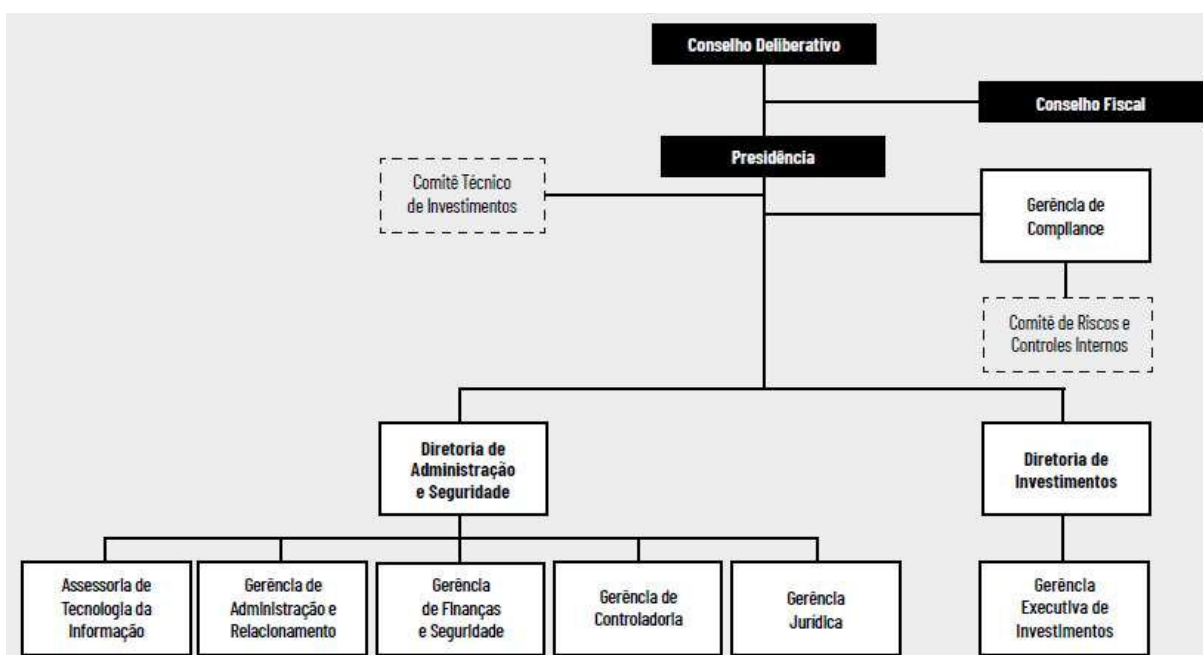 Conselho Deliberativo
Conselho Fiscal
Presidência
Comitê Técnico
de Investimentos
Gerência de
Compliance
Comitê de Riscos e
Controles Internos
Diretoria de
Administração
e Seguridade
Diretoria de
Investimentos
Assessoria de
Tecnologia da
Informação
Gerência de
Administração e
Relacionamento
Gerência
de Finanças
e Seguridade
Gerência de
Controladoria
Gerência
Jurídica
Gerência
Executiva de
Investimentos